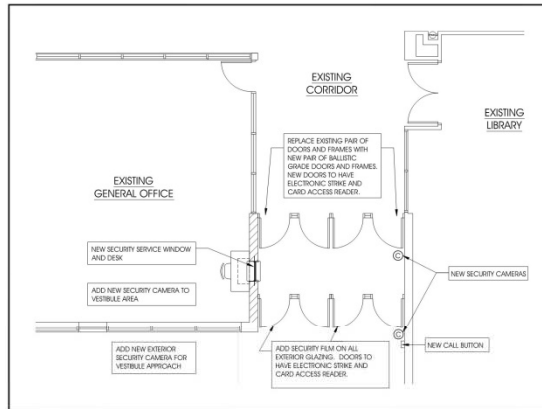 EXISTING
CORRIDOR
EXISTING
LIBRARY
REPLACE EXISTING PAIR OF
DOORS AND FRAMES WITH
NEW PAIR OF BALLISTIC
GRADE DOORS AND FRAMES.
NEW DOORS TO HAVE
ELECTRONIC STRIKE AND
CARD ACCESS READER.
EXISTING
GENERAL OFFICE
NEW SECURITY SERVICE WINDOW
AND DESK
C
NEW SECURITY CAMERAS
ADD NEW SECURITY CAMERA TO
VESTIBULE AREA
C
ADD NEW EXTERIOR
SECURITY CAMERA FOR
VESTIBULE APPROACH
ADD SECURITY FILM ON ALL
EXTERIOR GLAZING. DOORS TO
HAVE ELECTRONIC STRIKE AND
CARD ACCESS READER.
NEW CALL BUTTON